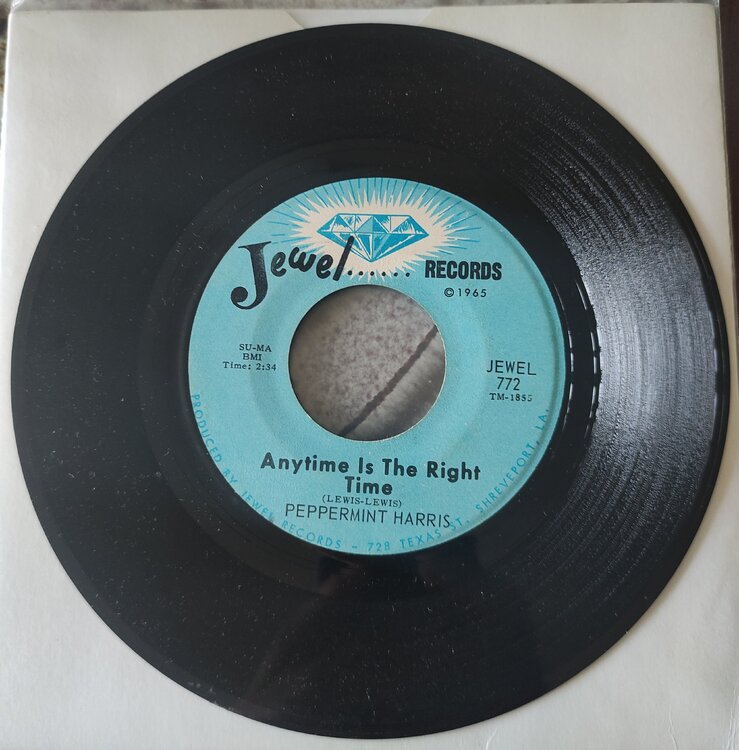 Jewel...... RECORDS
©1965
SU-MA
BMI
Time: 2:34
JEWEL
772
TM-1855
Anytime Is The Right
Time
(LEWIS-LEWIS)
PEPPERMINT HARRIS
PRODUCED BY JEWEL RECORDS - 728 TEXAS ST. SHREVEPORT, LA.